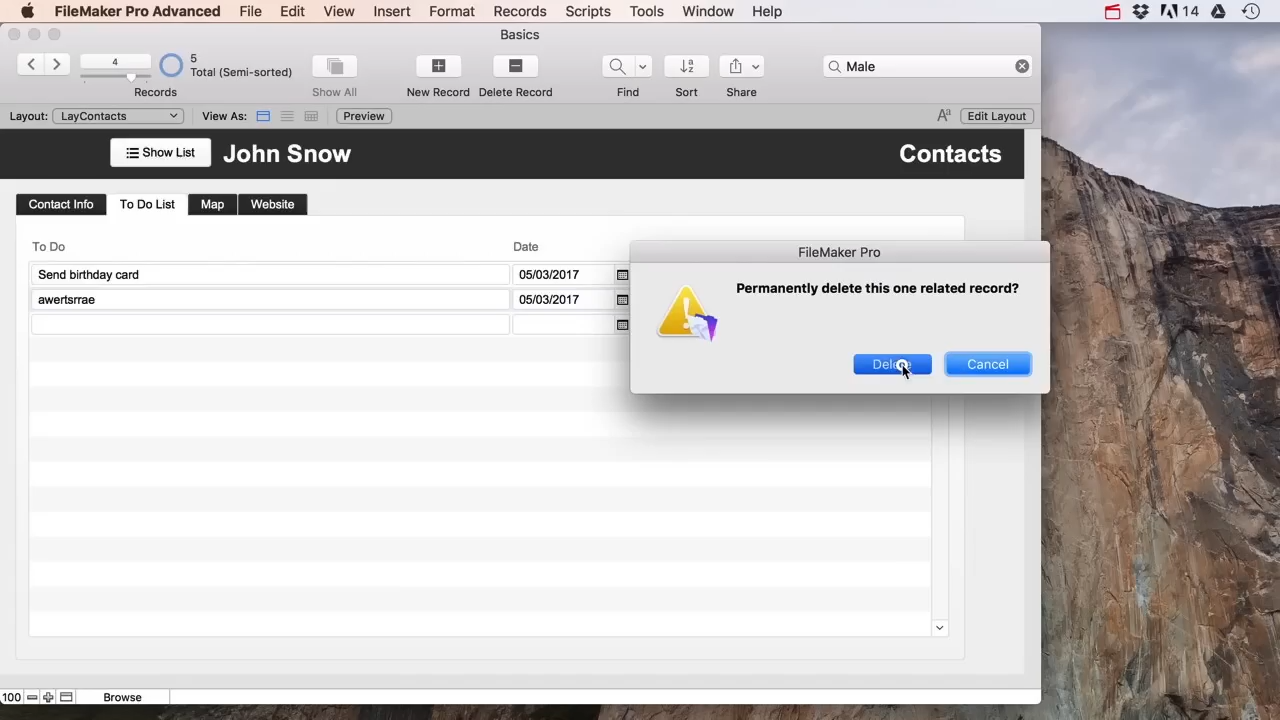 FileMaker Pro Advanced File Edit View Insert Format Records Scripts Tools Window Help 14
Basics
4 5 Total (Semi-sorted)
Records Show All New Record Delete Record Find Sort Share
Male
Layout: LayContacts View As: Preview Aa Edit Layout
Show List John Snow Contacts
Contact Info To Do List Map Website
To Do Date
Send birthday card 05/03/2017
awertsrrae 05/03/2017
FileMaker Pro
Permanently delete this one related record?
Delete Cancel
100 Browse